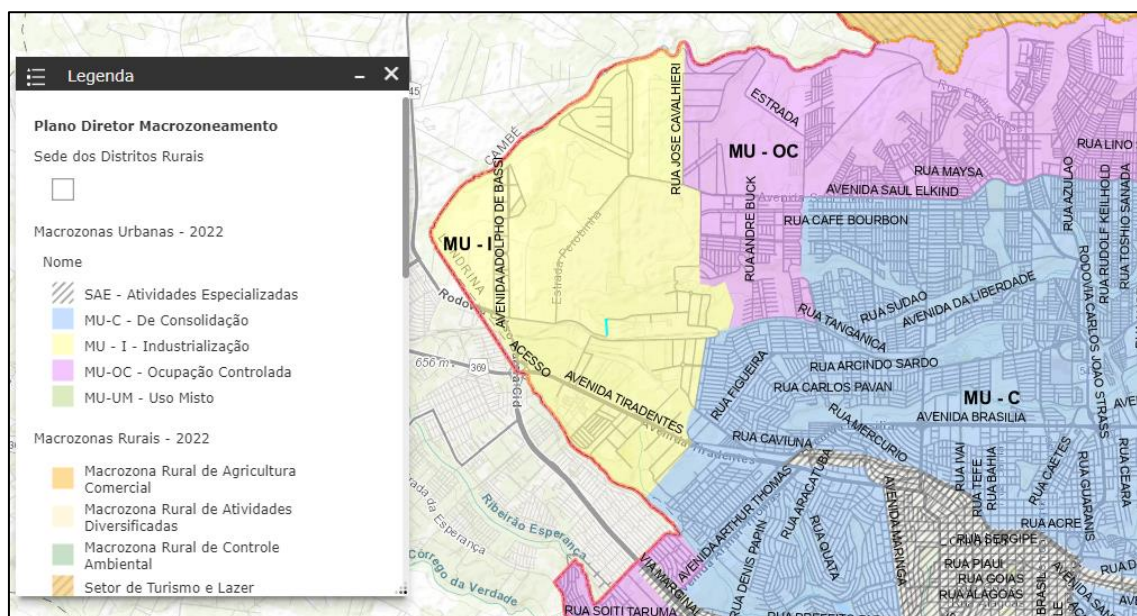 Legenda
Plano Diretor Macrozoneamento
Sede dos Distritos Rurais
Macrozonas Urbanas - 2022
Nome
SAE - Atividades Especializadas
MU-C - De Consolidação
MU - I - Industrialização
MU-OC - Ocupação Controlada
MU-UM - Uso Misto
Macrozonas Rurais - 2022
Macrozona Rural de Agricultura
Comercial
Macrozona Rural de Atividades
Diversificadas
Macrozona Rural de Controle
Ambiental
Setor de Turismo e Lazer
45
CAMBÉ
LONDRINA
MU - I
AVENIDA ADOLPHO DE BASSI
Estrada Perobinha
RUA JOSE CAVALHIERI
ESTRADA
MU - OC
RUA ANDRE BUCK
RUA MAYSA
RUA LINO
AVENIDA SAUL ELKIND
RUA CAFE BOURBON
RUA AZULAO
RUA RUDOLF KEILHOLD
RUA TOSHIO SANADA
RUA SUDAO
AVENIDA DA LIBERDADE
RODOVIA CARLOS JOAO STRASS
RUA TANGANICA
656 m
369
ACESSO
AVENIDA TIRADENTES
Avenida Tiradentes
RUA FIGUEIRA
RUA ARCINDO SARDO
RUA CARLOS PAVAN
MU - C
AVENIDA BRASILIA
RUA MERCURIO
RUA CAVIUNA
RUA IVAI
RUA TEFE
RUA BAHIA
RUA CAETES
RUA GUARANIS
RUA CEARA
AVENIDA ARTHUR THOMAS
RUA ARACATUBA
AVENIDA MARINGA
RUA ACRE
RUA SERGIPE
RUA PIAUI
RUA GOIAS
RUA ALAGOAS
RUA DENIS PAPIN
RUA QUATA
Ribeirão Esperança
Córrego da Verdade
VIA MARGINAL
RUA SOITI TARUMA